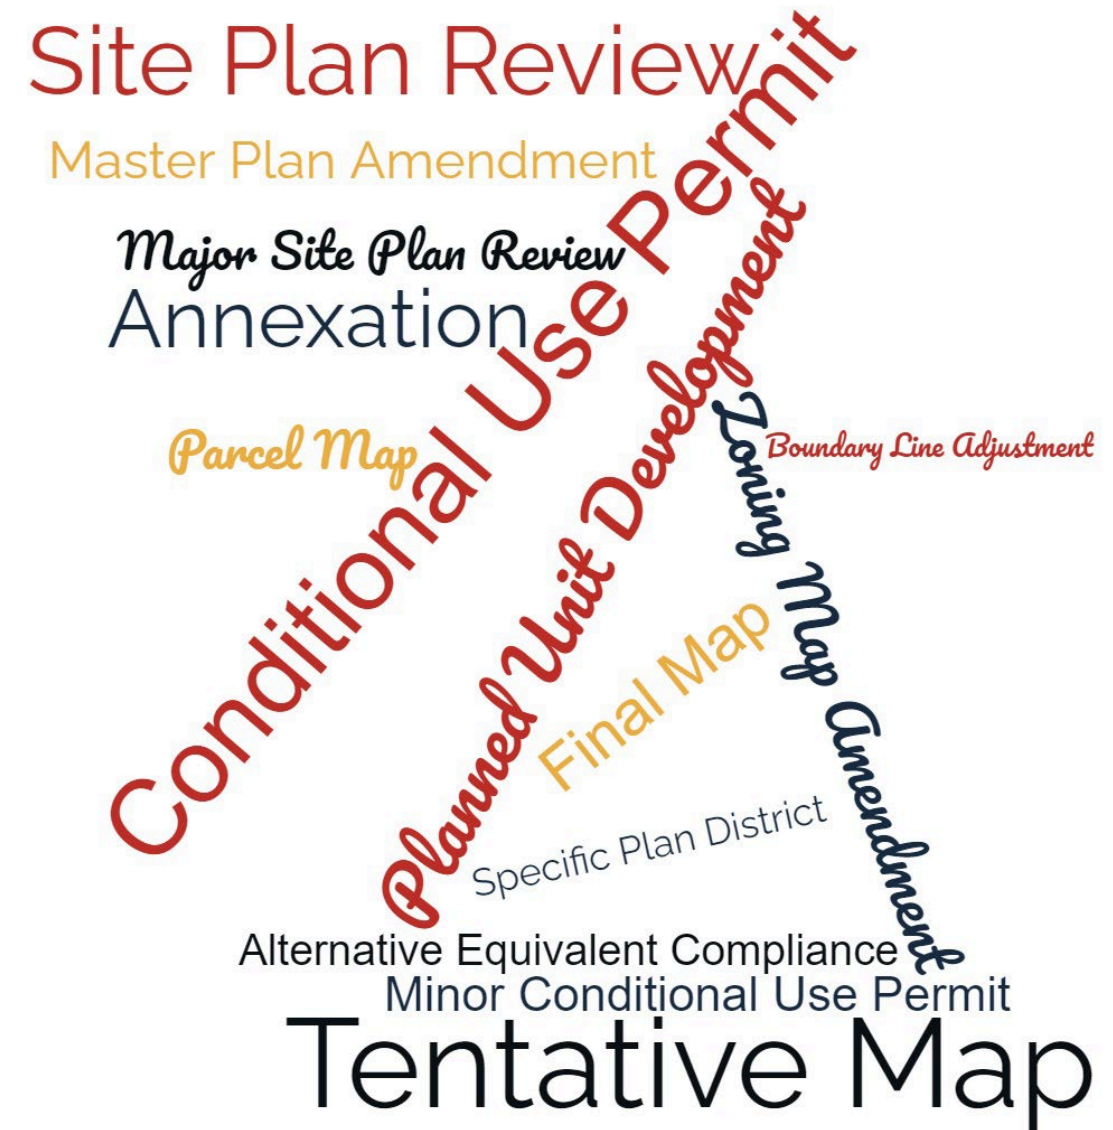 Site Plan Review
Master Plan Amendment
Major Site Plan Review
Annexation
Conditional Use Permit
Parcel Map
Planned Unit Development
Boundary Line Adjustment
Zoning Map Amendment
Final Map
Specific Plan District
Alternative Equivalent Compliance
Minor Conditional Use Permit
Tentative Map